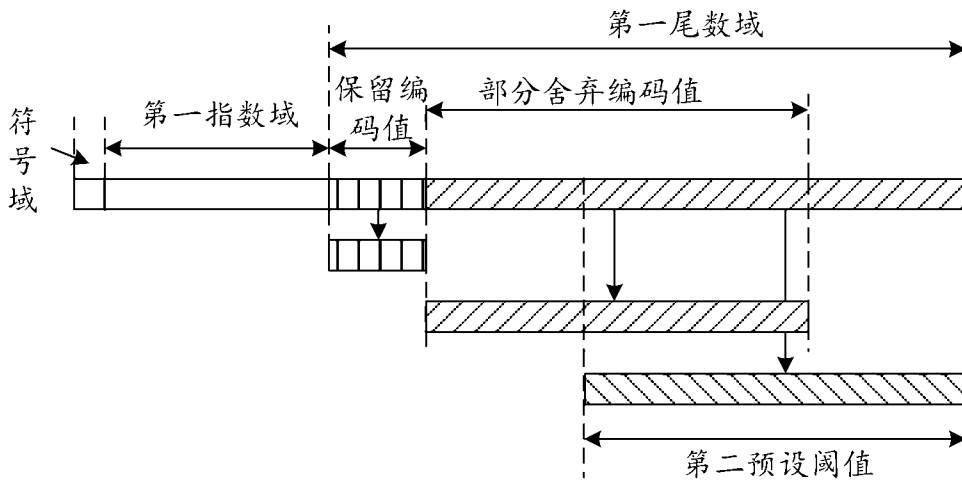 第一尾数域
保留编
码值
部分舍弃编码值
第一指数域
符
号
域
第二预设阈值